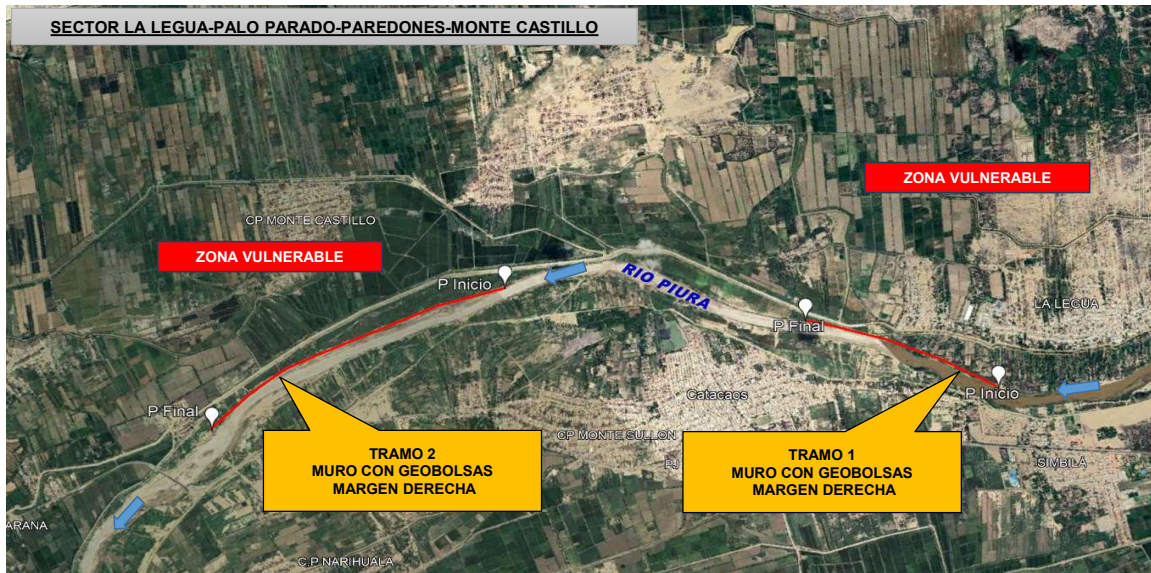 SECTOR LA LEGUA-PALO PARADO-PAREDONES-MONTE CASTILLO
ZONA VULNERABLE
CP MONTE CASTILLO
ZONA VULNERABLE
P Inicio
RIO PIURA
LA LEGUA
P Final
P Inicio
Catacaos
P Final
CP MONTE SULLON
TRAMO 2
MURO CON GEOBOLSAS
MARGEN DERECHA
PJ
TRAMO 1
MURO CON GEOBOLSAS
MARGEN DERECHA
SIMBILÁ
ARANA
C.P NARIHUALA